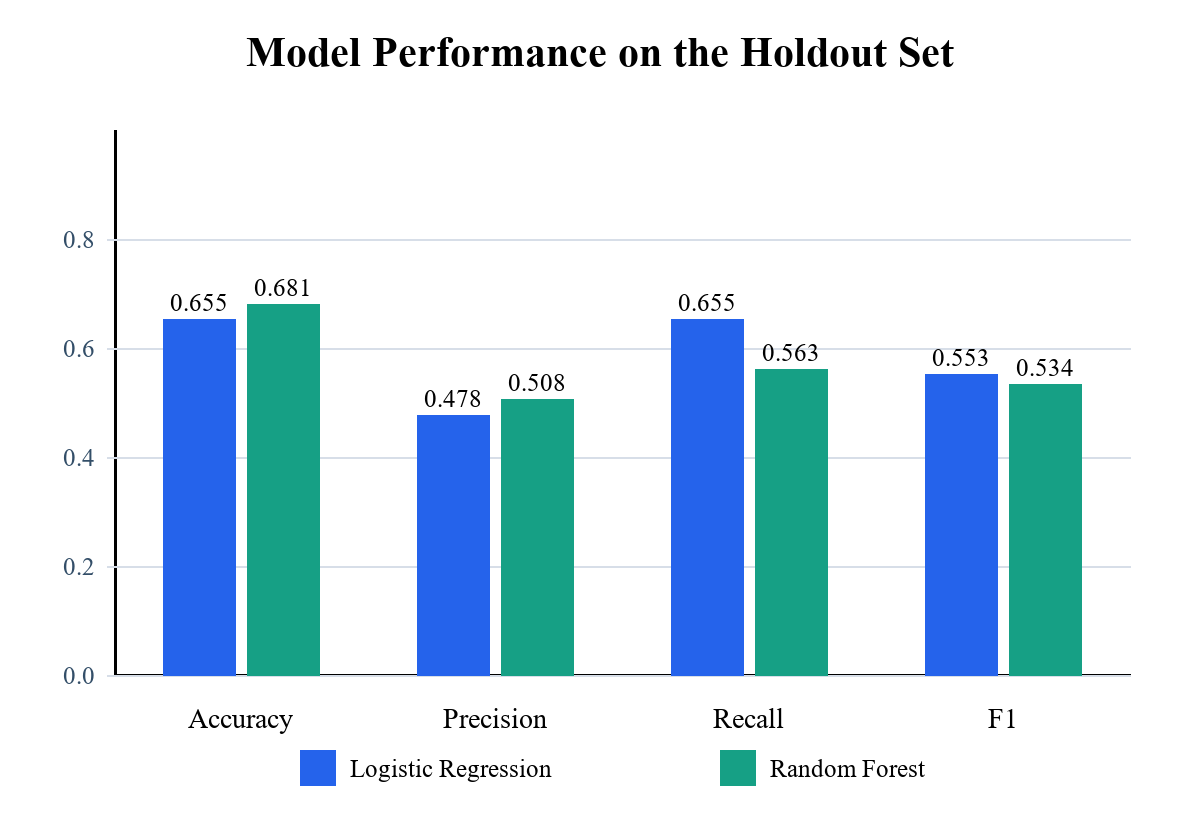 Model Performance on the Holdout Set
0.8
0.6
0.4
0.2
0.0
0.655
0.681
0.478
0.508
0.655
0.563
0.553
0.534
Accuracy
Precision
Recall
F1
Logistic Regression
Random Forest